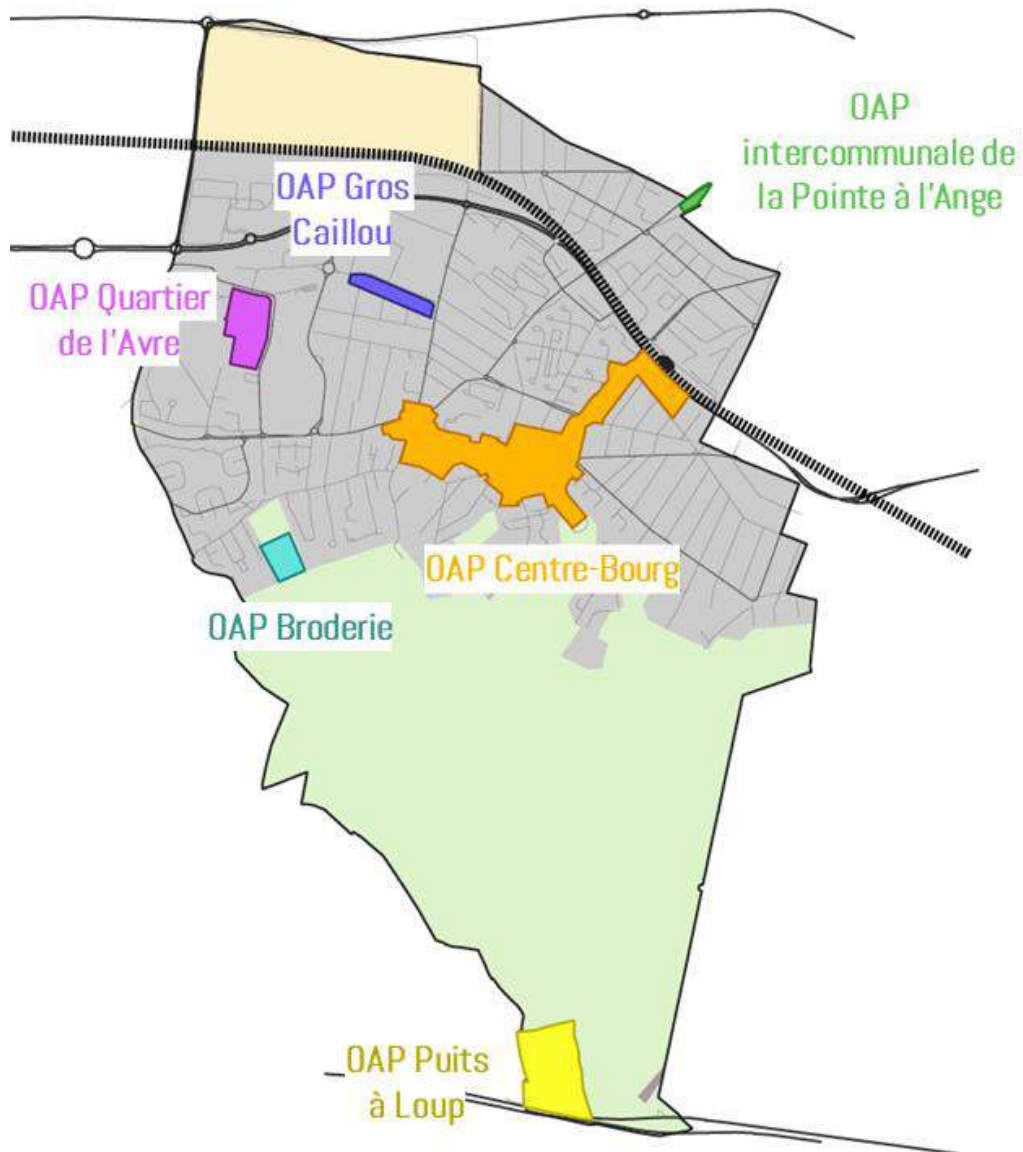 OAP
intercommunale de
la Pointe à l'Ange
OAP Gros
Caillou
OAP Quartier
de l'Avre
OAP Centre-Bourg
OAP Broderie
OAP Puits
à Loup